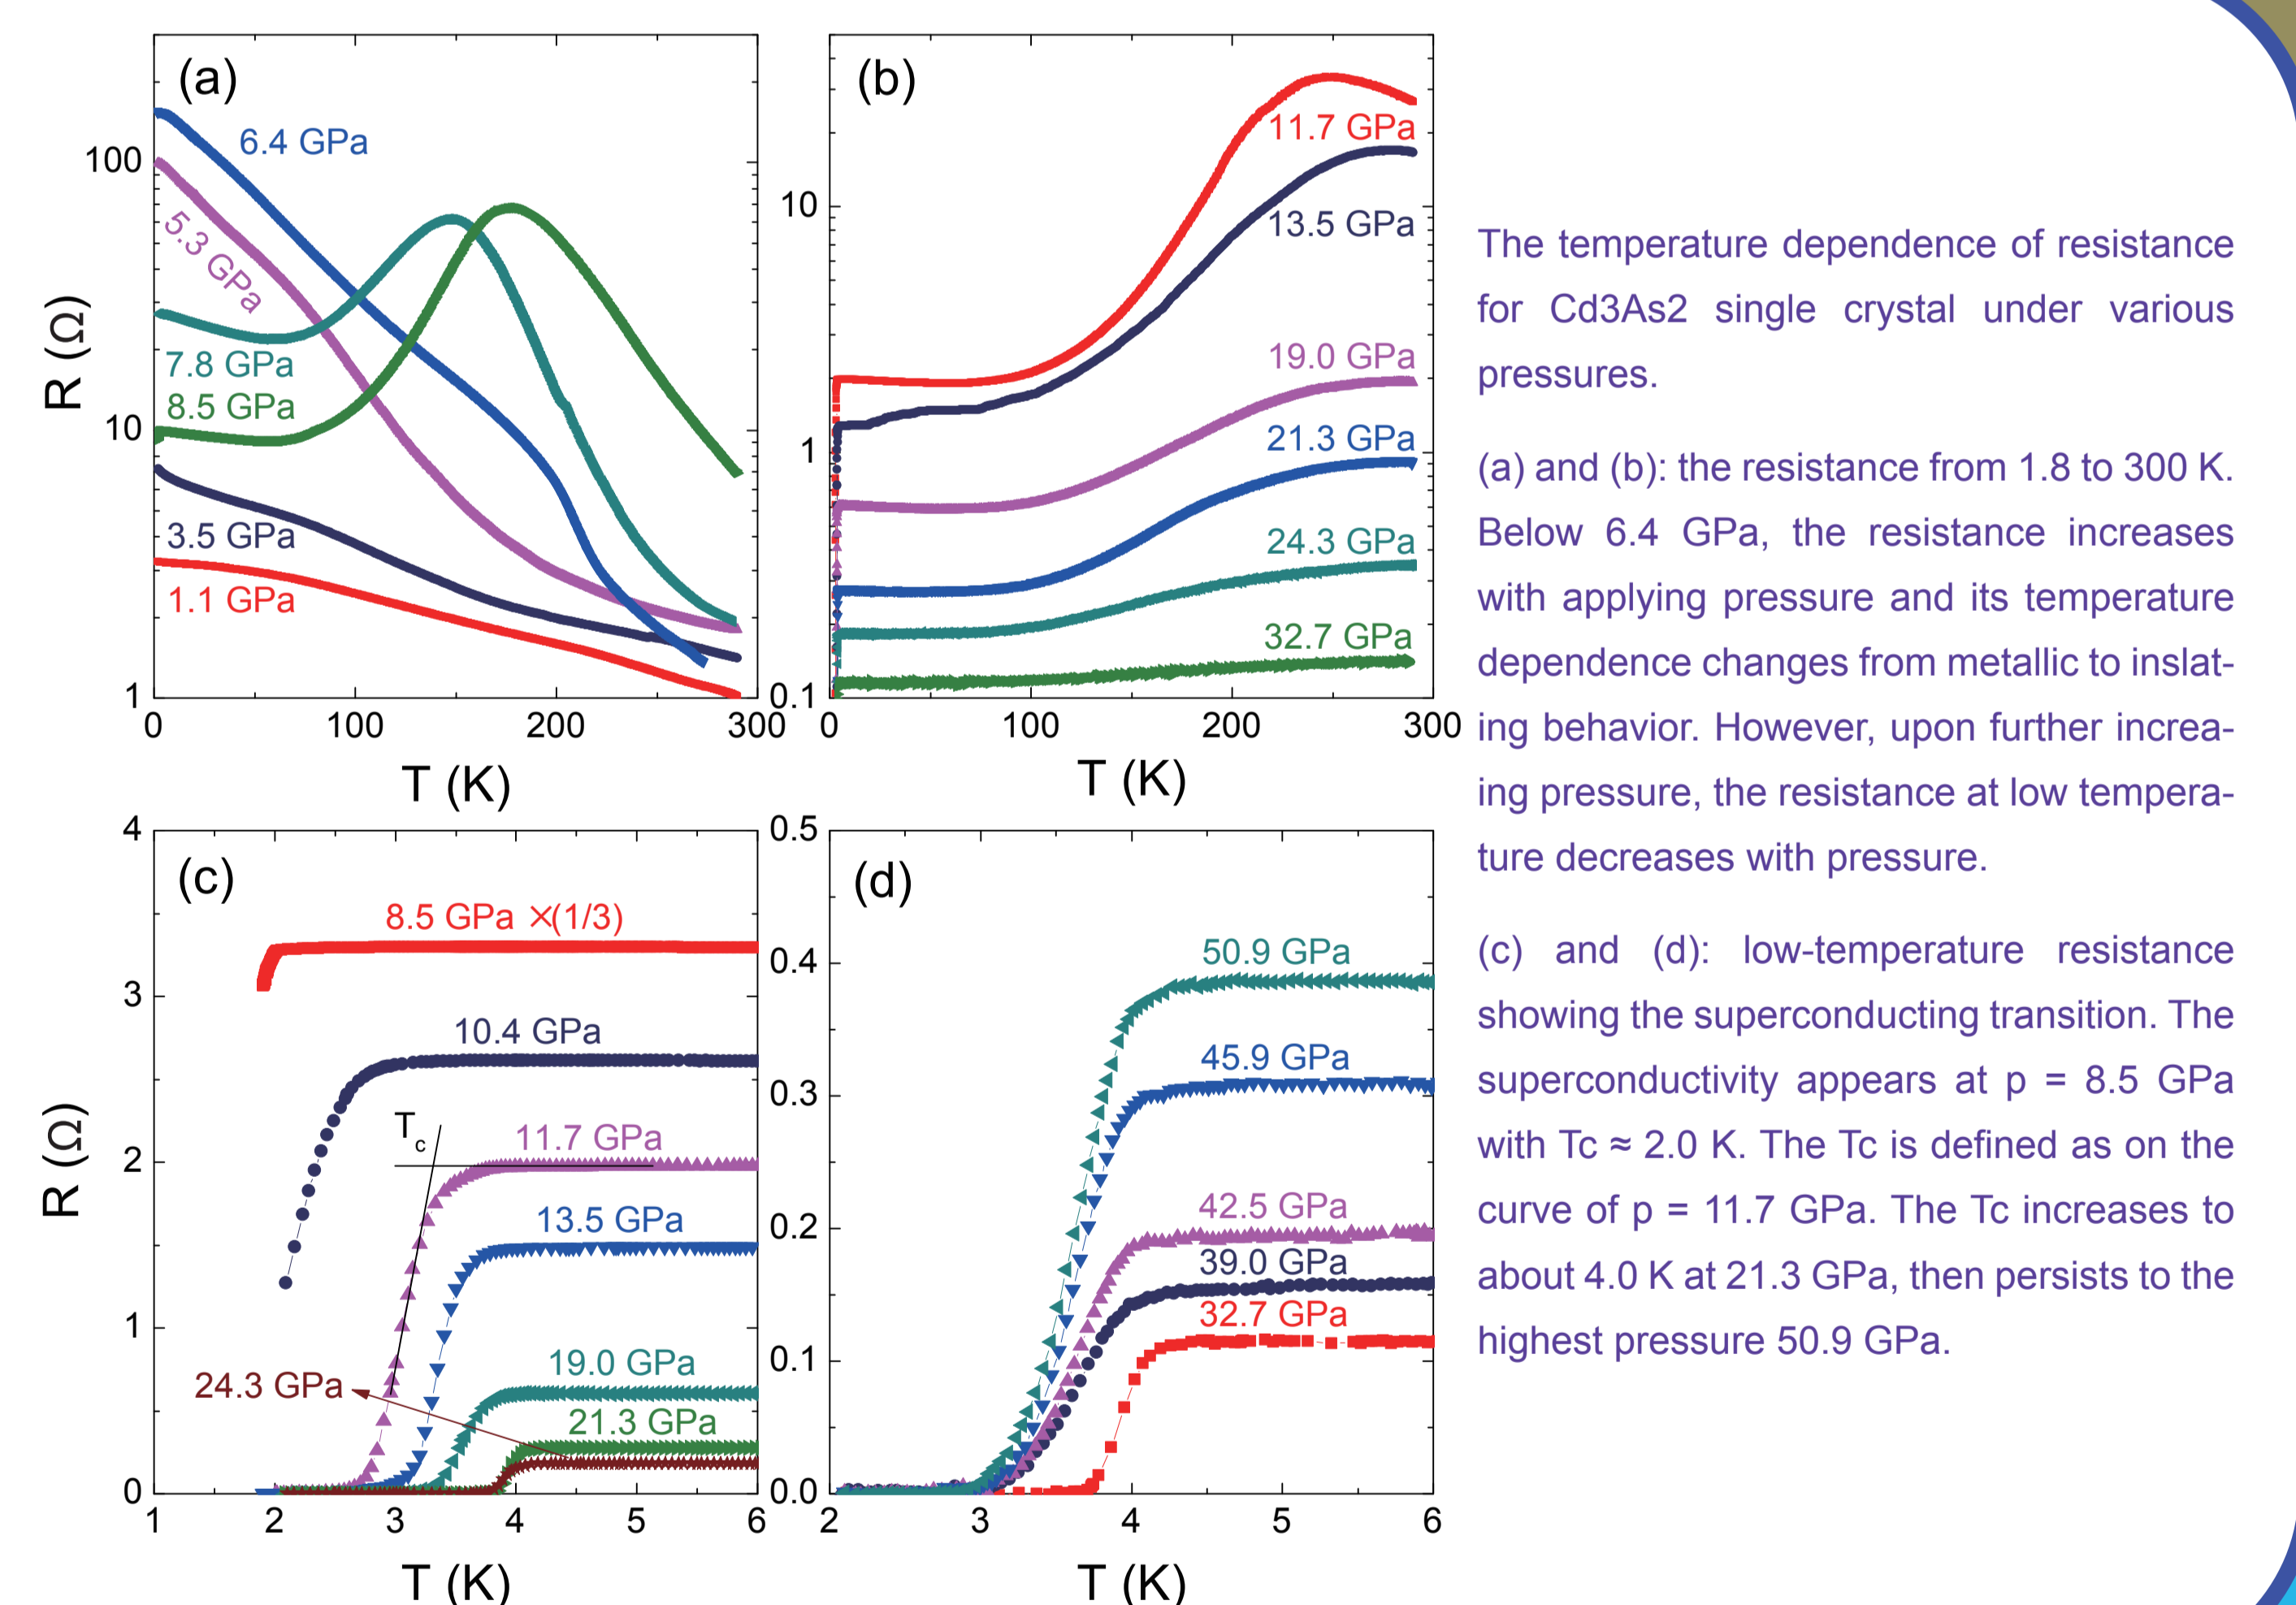 (a)
6.4 GPa
5.3 GPa
7.8 GPa
8.5 GPa
3.5 GPa
1.1 GPa
100
10
1
R (Ω)
0 100 200 300
T (K)
(b)
11.7 GPa
13.5 GPa
19.0 GPa
21.3 GPa
24.3 GPa
32.7 GPa
10
1
0.1
0 100 200 300
T (K)
(c)
8.5 GPa ×(1/3)
10.4 GPa
Tc
11.7 GPa
13.5 GPa
19.0 GPa
24.3 GPa
21.3 GPa
4
3
2
1
0
R (Ω)
1 2 3 4 5 6
T (K)
(d)
50.9 GPa
45.9 GPa
42.5 GPa
39.0 GPa
32.7 GPa
0.5
0.4
0.3
0.2
0.1
0.0
2 3 4 5 6
T (K)
The temperature dependence of resistance
for Cd3As2 single crystal under various
pressures.
(a) and (b): the resistance from 1.8 to 300 K.
Below 6.4 GPa, the resistance increases
with applying pressure and its temperature
dependence changes from metallic to inslat-
ing behavior. However, upon further increa-
ing pressure, the resistance at low tempera-
ture decreases with pressure.
(c) and (d): low-temperature resistance
showing the superconducting transition. The
superconductivity appears at p = 8.5 GPa
with Tc ≈ 2.0 K. The Tc is defined as on the
curve of p = 11.7 GPa. The Tc increases to
about 4.0 K at 21.3 GPa, then persists to the
highest pressure 50.9 GPa.